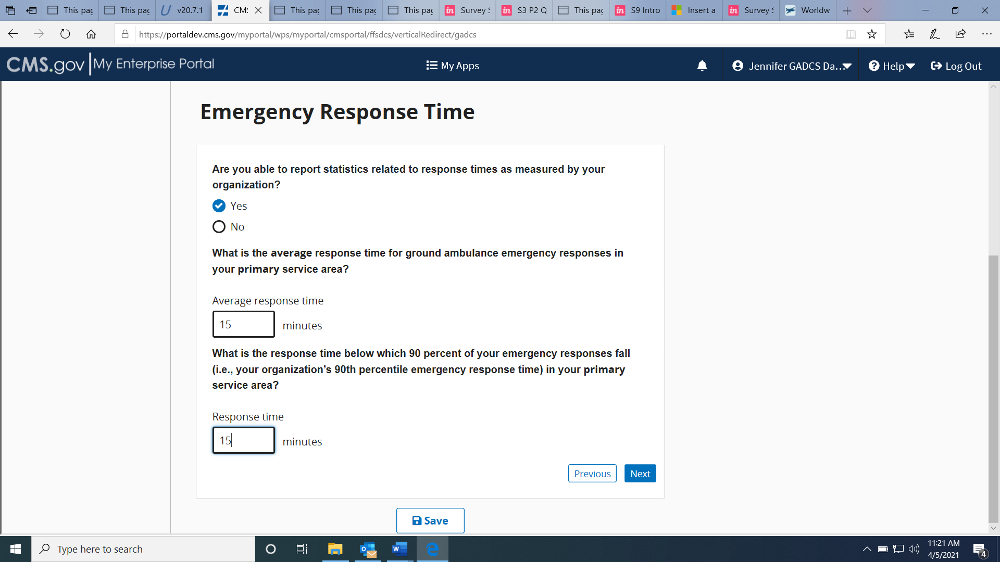 This pag
This pag
v20.7.1
CMS
This pag
This pag
This pag
Survey S
S3 P2 Q
This pag
S9 Intro
Insert a
Survey S
Worldw
https://portaldev.cms.gov/myportal/wps/myportal/cmsportal/ffsdcs/verticalRedirect/gadcs
CMS.gov My Enterprise Portal
My Apps
Jennifer GADCS Da...
Help
Log Out
Emergency Response Time
Are you able to report statistics related to response times as measured by your
organization?
Yes
No
What is the average response time for ground ambulance emergency responses in
your primary service area?
Average response time
15 minutes
What is the response time below which 90 percent of your emergency responses fall
(i.e., your organization’s 90th percentile emergency response time) in your primary
service area?
Response time
15 minutes
Previous
Next
Save
Type here to search
11:21 AM
4/5/2021
4